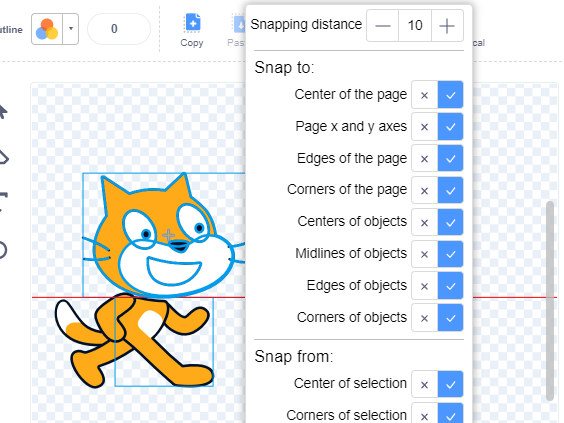 Snapping distance — 10 +
utline
0
Copy
Pas
cal
Snap to:
Center of the page
Page x and y axes
Edges of the page
Corners of the page
Centers of objects
Midlines of objects
Edges of objects
Corners of objects
Snap from:
Center of selection
Corners of selection